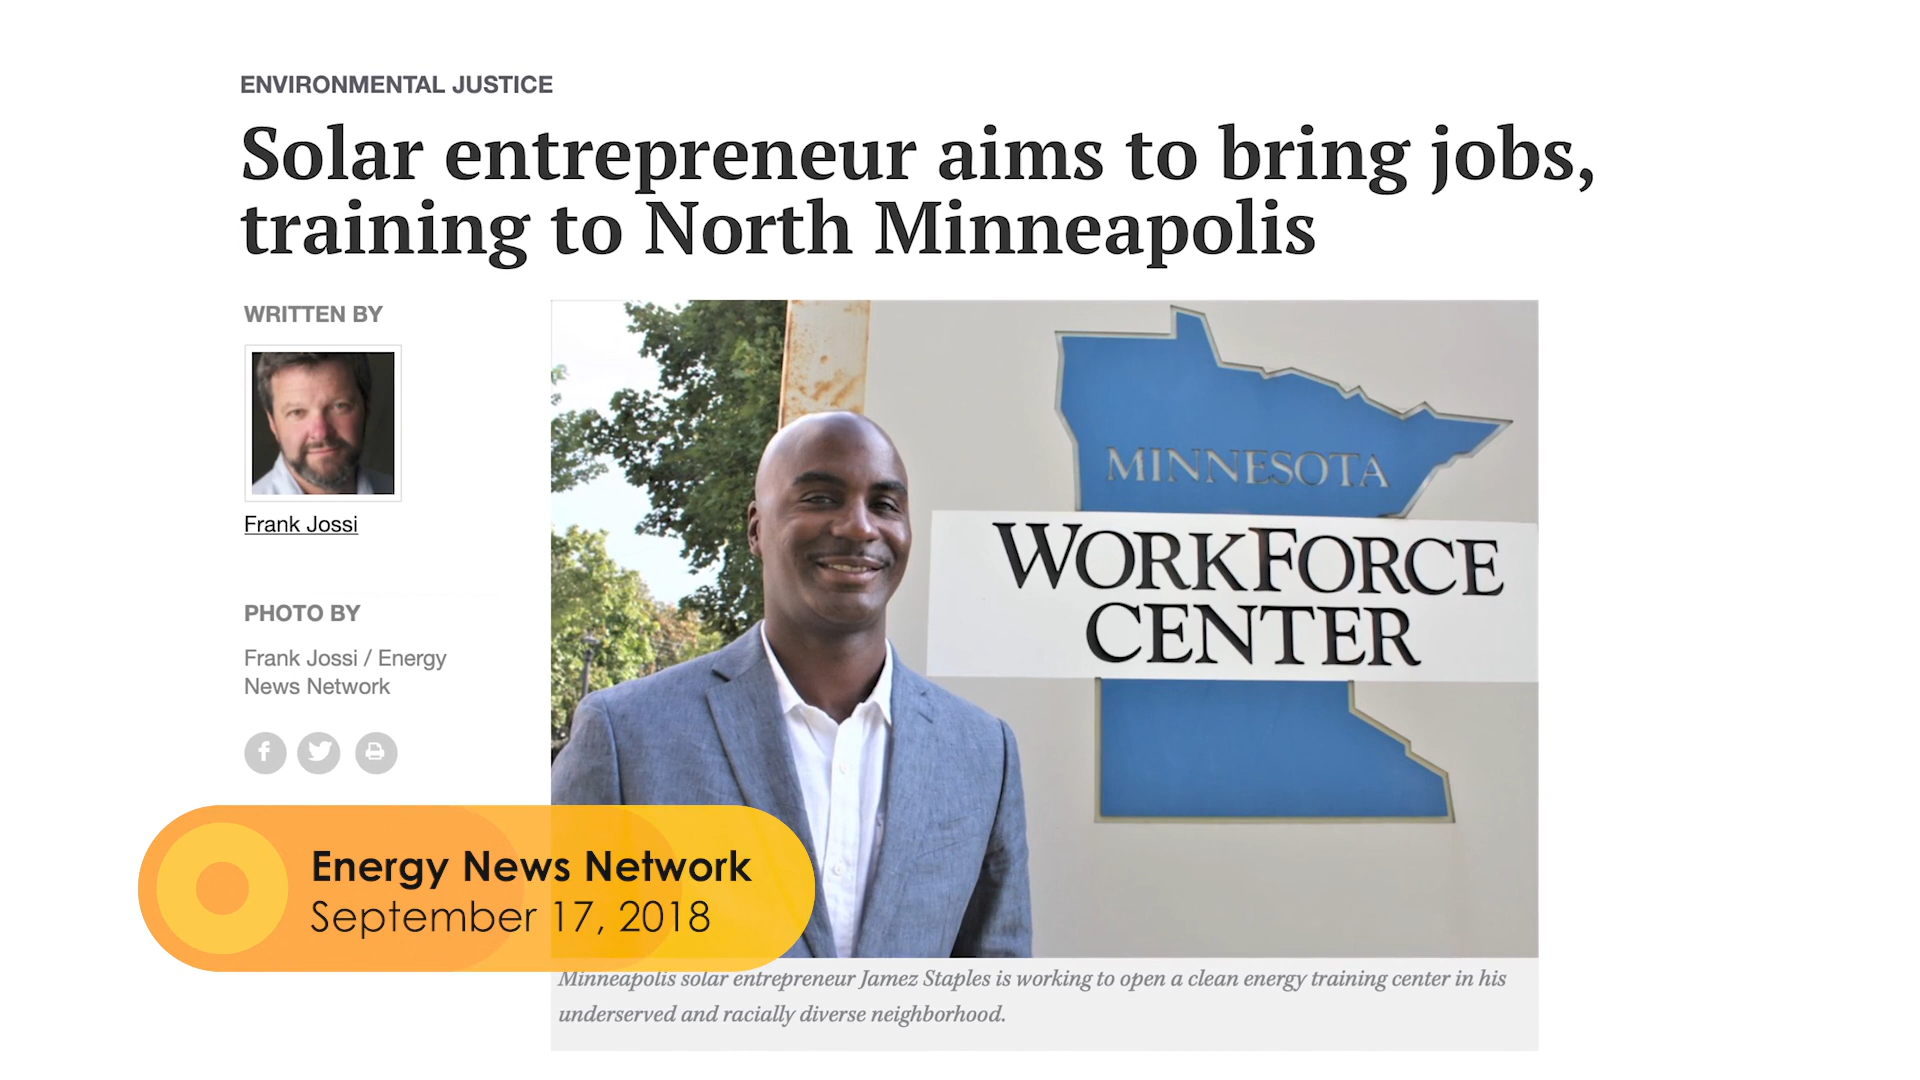 ENVIRONMENTAL JUSTICE
Solar entrepreneur aims to bring jobs,
training to North Minneapolis
WRITTEN BY
Frank Jossi
PHOTO BY
Frank Jossi / Energy
News Network
MINNESOTA
WORKFORCE
CENTER
Energy News Network
September 17, 2018
Minneapolis solar entrepreneur Jamez Staples is working to open a clean energy training center in his
underserved and racially diverse neighborhood.